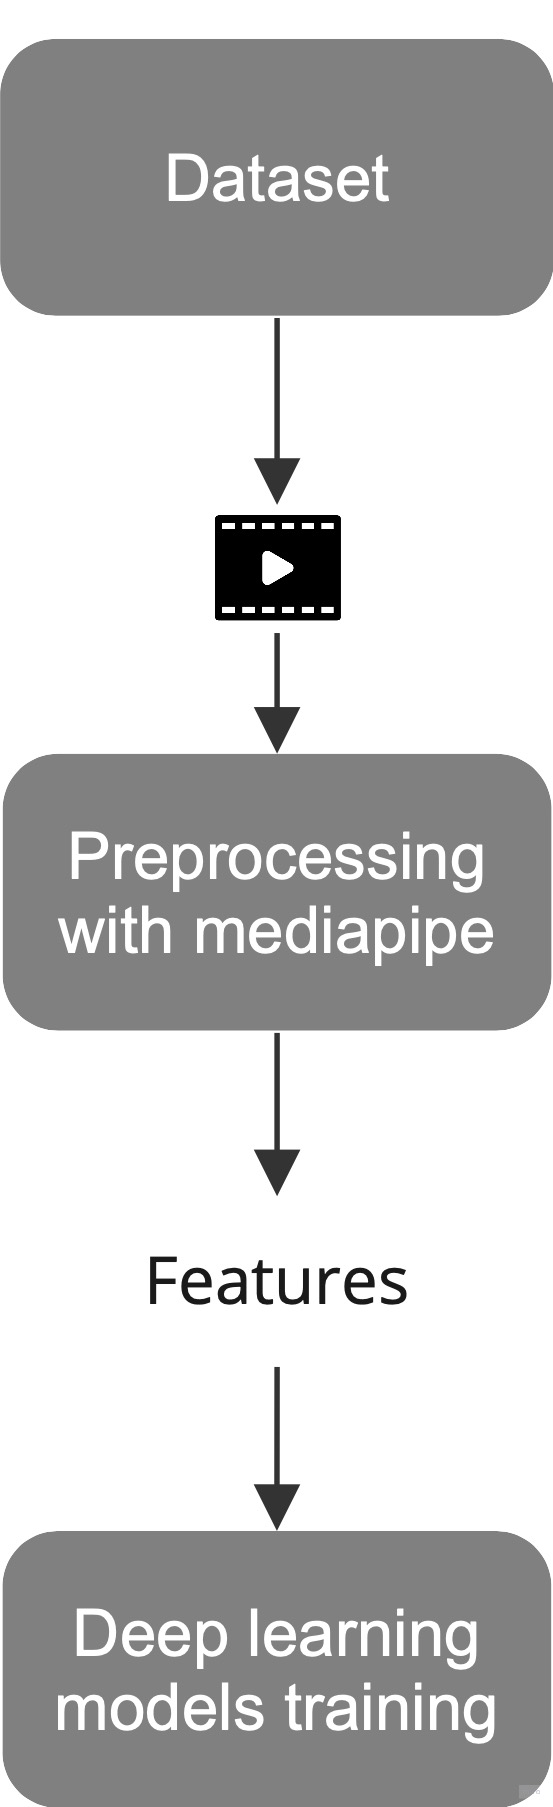 Dataset
Preprocessing
with mediapipe
Features
Deep learning
models training